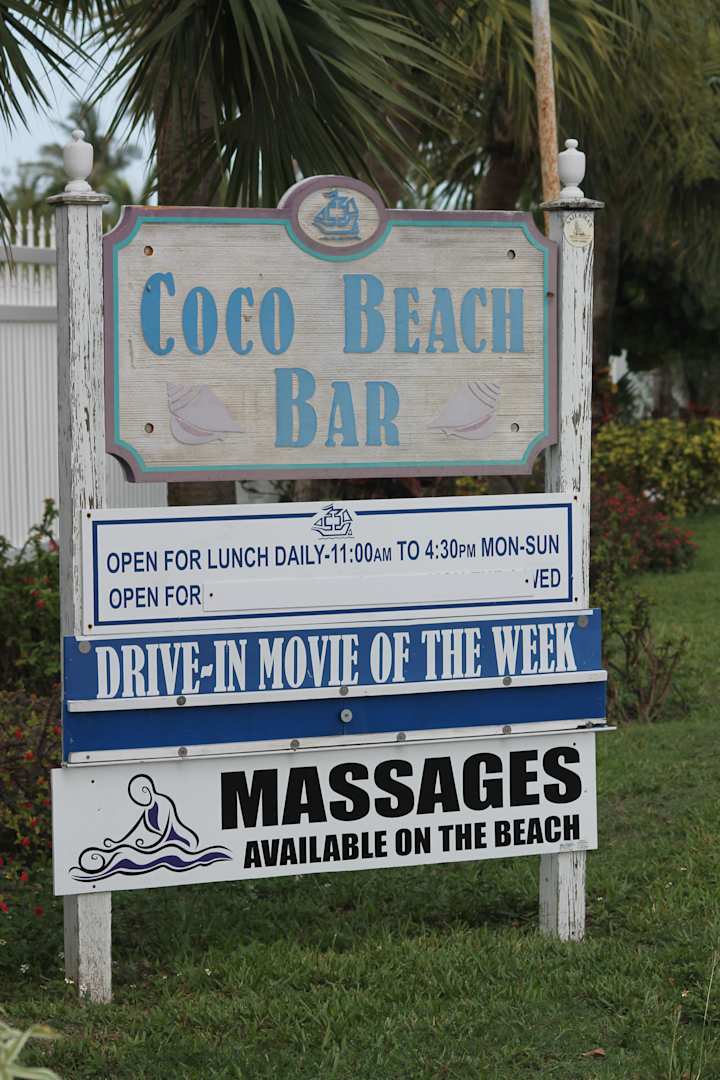 COCO BEACH
BAR
OPEN FOR LUNCH DAILY-11:00AM TO 4:30PM MON-SUN
OPEN FOR
DRIVE-IN MOVIE OF THE WEEK
MASSAGES
AVAILABLE ON THE BEACH